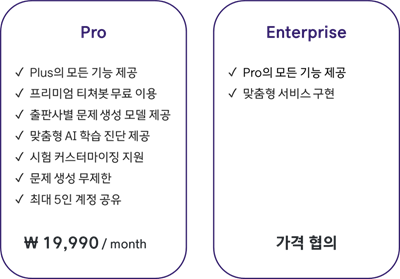 Pro
✓ Plus의 모든 기능 제공
✓ 프리미엄 티쳐봇 무료 이용
✓ 출판사별 문제 생성 모델 제공
✓ 맞춤형 AI 학습 진단 제공
✓ 시험 커스터마이징 지원
✓ 문제 생성 무제한
✓ 최대 5인 계정 공유
₩ 19,990 / month
Enterprise
✓ Pro의 모든 기능 제공
✓ 맞춤형 서비스 구현
가격 협의